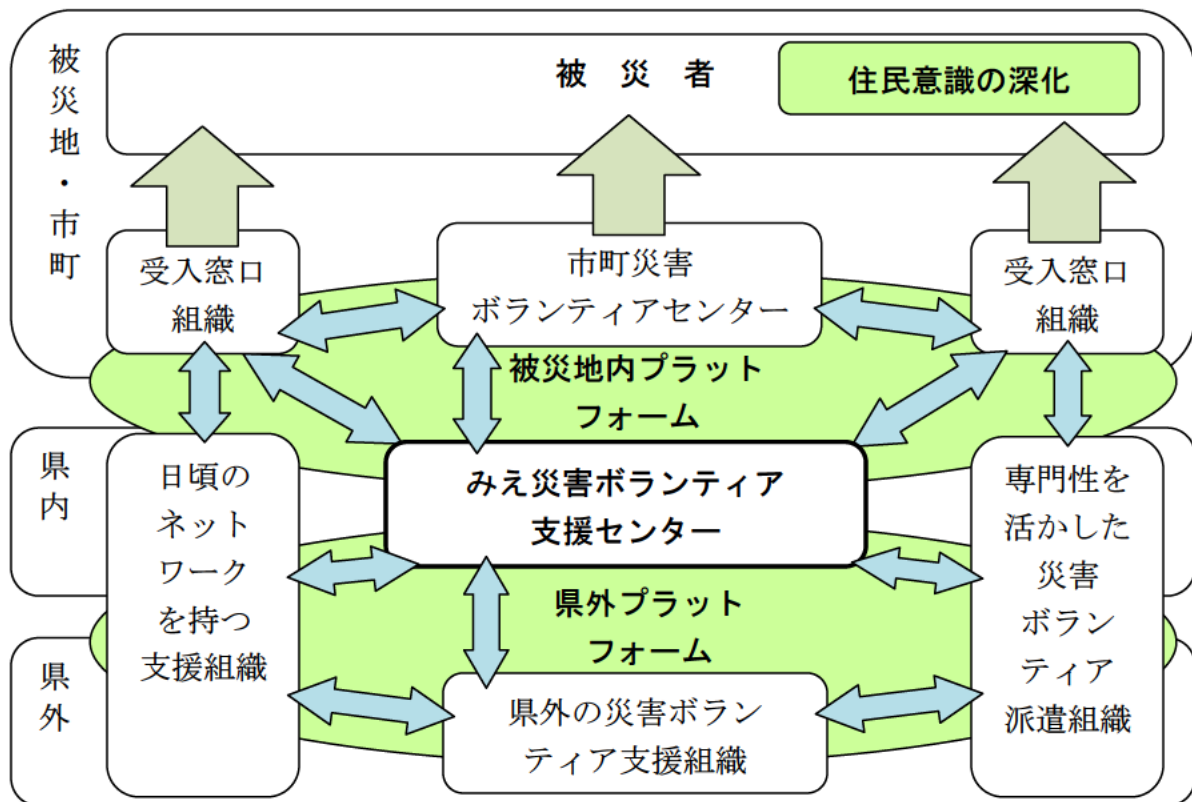 被災地・市町
被 災 者
住民意識の深化
受入窓口
組織
市町災害
ボランティアセンター
受入窓口
組織
被災地内プラット
フォーム
県内
日頃の
ネット
ワーク
を持つ
支援組織
みえ災害ボランティア
支援センター
専門性を
活かした
災害
ボラン
ティア
派遣組織
県外プラット
フォーム
県外
県外の災害ボラン
ティア支援組織